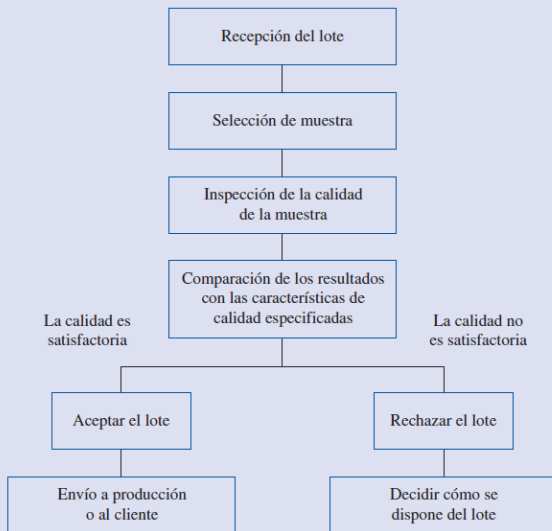 Recepción del lote
Selección de muestra
Inspección de la calidad
de la muestra
Comparación de los resultados
con las características de
calidad especificadas
La calidad es
satisfactoria
La calidad no
es satisfactoria
Aceptar el lote
Rechazar el lote
Envío a producción
o al cliente
Decidir cómo se
dispone del lote